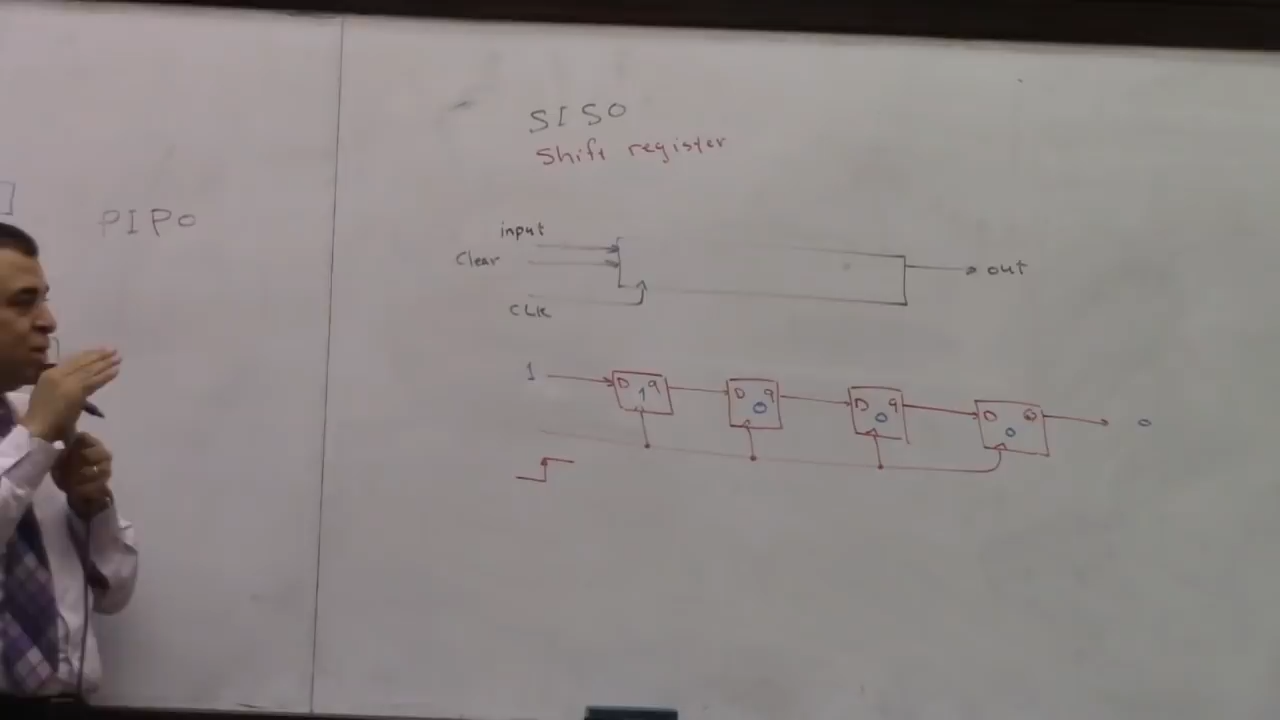 PIPO
SISO
Shift register
input
Clear
CLK
out
1
D 1 q
D 0 q
D 0 q
D 0 Q
0